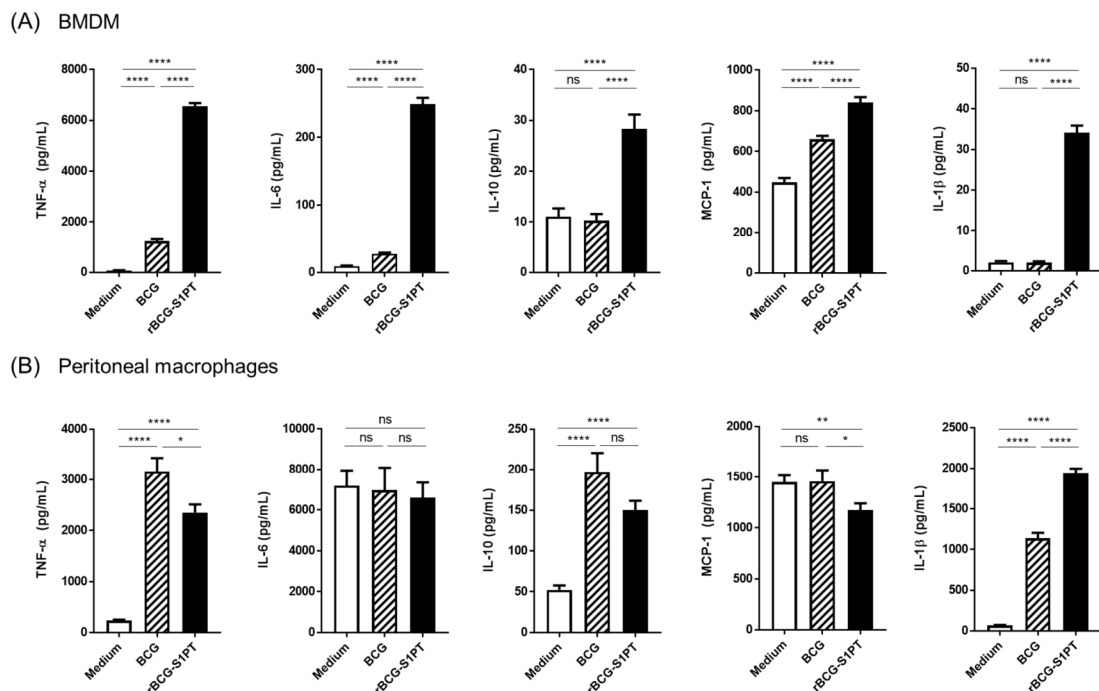 (A) BMDM
****
**** ****
TNF-α (pg/mL)
8000
6000
4000
2000
0
Medium
BCG
rBCG-S1PT
****
**** ****
IL-6 (pg/mL)
300
200
100
0
Medium
BCG
rBCG-S1PT
****
ns ****
IL-10 (pg/mL)
40
30
20
10
0
Medium
BCG
rBCG-S1PT
****
**** ****
MCP-1 (pg/mL)
1000
800
600
400
200
0
Medium
BCG
rBCG-S1PT
****
ns ****
IL-1β (pg/mL)
50
40
30
20
10
0
Medium
BCG
rBCG-S1PT
(B) Peritoneal macrophages
****
**** *
TNF-α (pg/mL)
4000
3000
2000
1000
0
Medium
BCG
rBCG-S1PT
ns
ns ns
IL-6 (pg/mL)
10000
8000
6000
4000
2000
0
Medium
BCG
rBCG-S1PT
****
**** ns
IL-10 (pg/mL)
250
200
150
100
50
0
Medium
BCG
rBCG-S1PT
**
ns *
MCP-1 (pg/mL)
2000
1500
1000
500
0
Medium
BCG
rBCG-S1PT
****
**** ****
IL-1β (pg/mL)
2500
2000
1500
1000
500
0
Medium
BCG
rBCG-S1PT